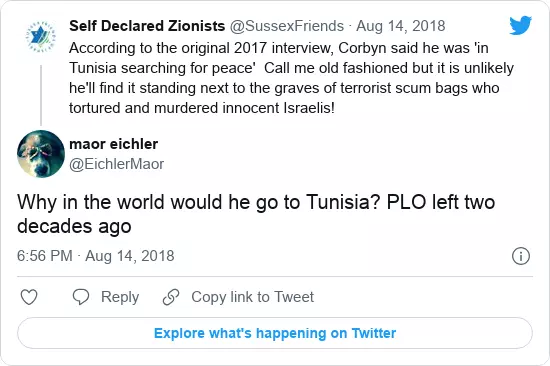 Self Declared Zionists @SussexFriends · Aug 14, 2018
According to the original 2017 interview, Corbyn said he was 'in
Tunisia searching for peace'  Call me old fashioned but it is unlikely
he'll find it standing next to the graves of terrorist scum bags who
tortured and murdered innocent Israelis!
maor eichler
@EichlerMaor
Why in the world would he go to Tunisia? PLO left two
decades ago
6:56 PM · Aug 14, 2018
Reply
Copy link to Tweet
Explore what's happening on Twitter